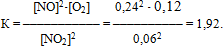 [NO]²-[O₂] 0,24² - 0,12
K = ――――――― = ――――――― = 1,92.
[NO₂]² 0,06²